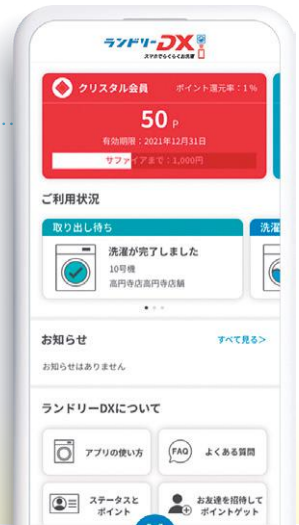 ランドリーDX
スマホでらくらくお洗濯
クリスタル会員
ポイント還元率：1%
50 P
有効期限：2021年12月31日
サファイアまで：1,000円
ご利用状況
取り出し待ち
洗濯が完了しました
10号機
高円寺店高円寺店舗
洗濯
お知らせ
すべて見る＞
お知らせはありません
ランドリーDXについて
アプリの使い方
FAQ
よくある質問
ステータスと
ポイント
お友達を招待して
ポイントゲット